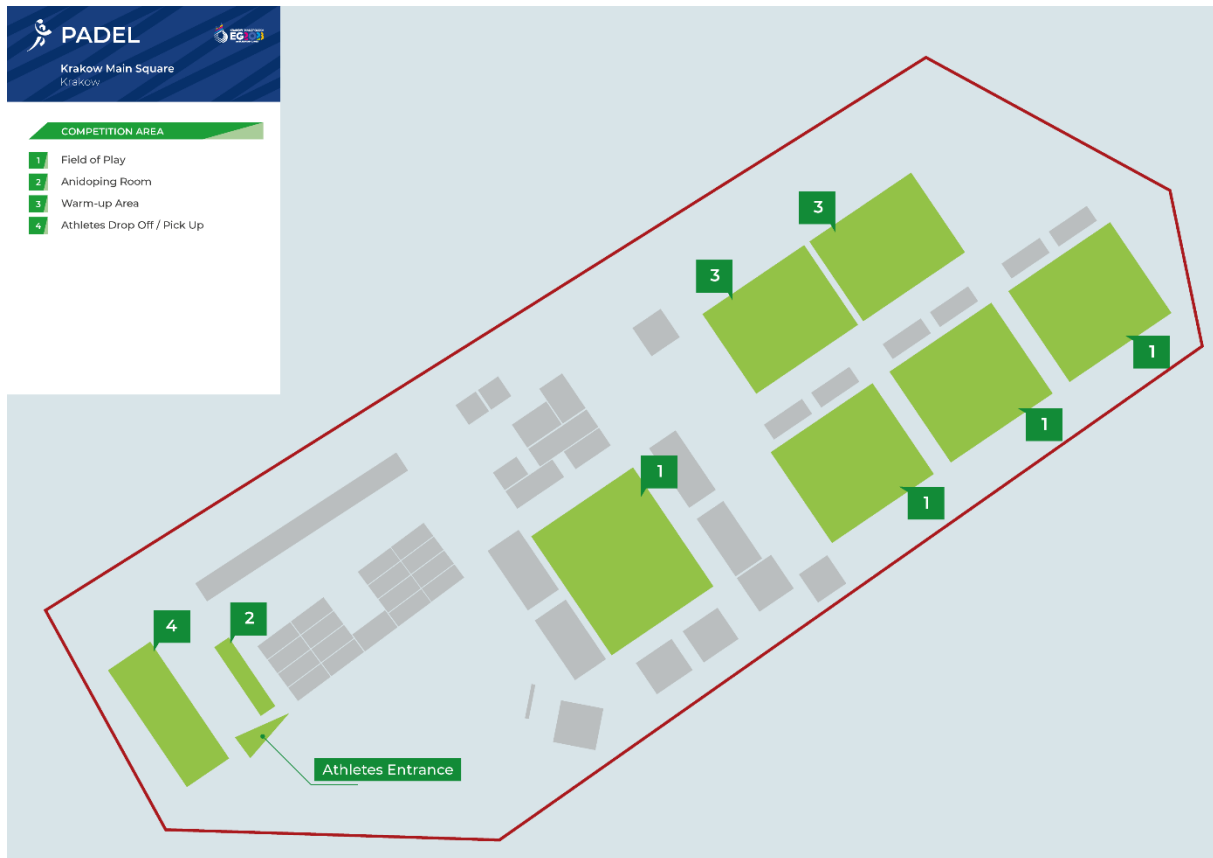 PADEL
EG2023
Krakow Main Square
Krakow
COMPETITION AREA
1 Field of Play
2 Anidoping Room
3 Warm-up Area
4 Athletes Drop Off / Pick Up
3
3
1
1
1
1
2
4
Athletes Entrance